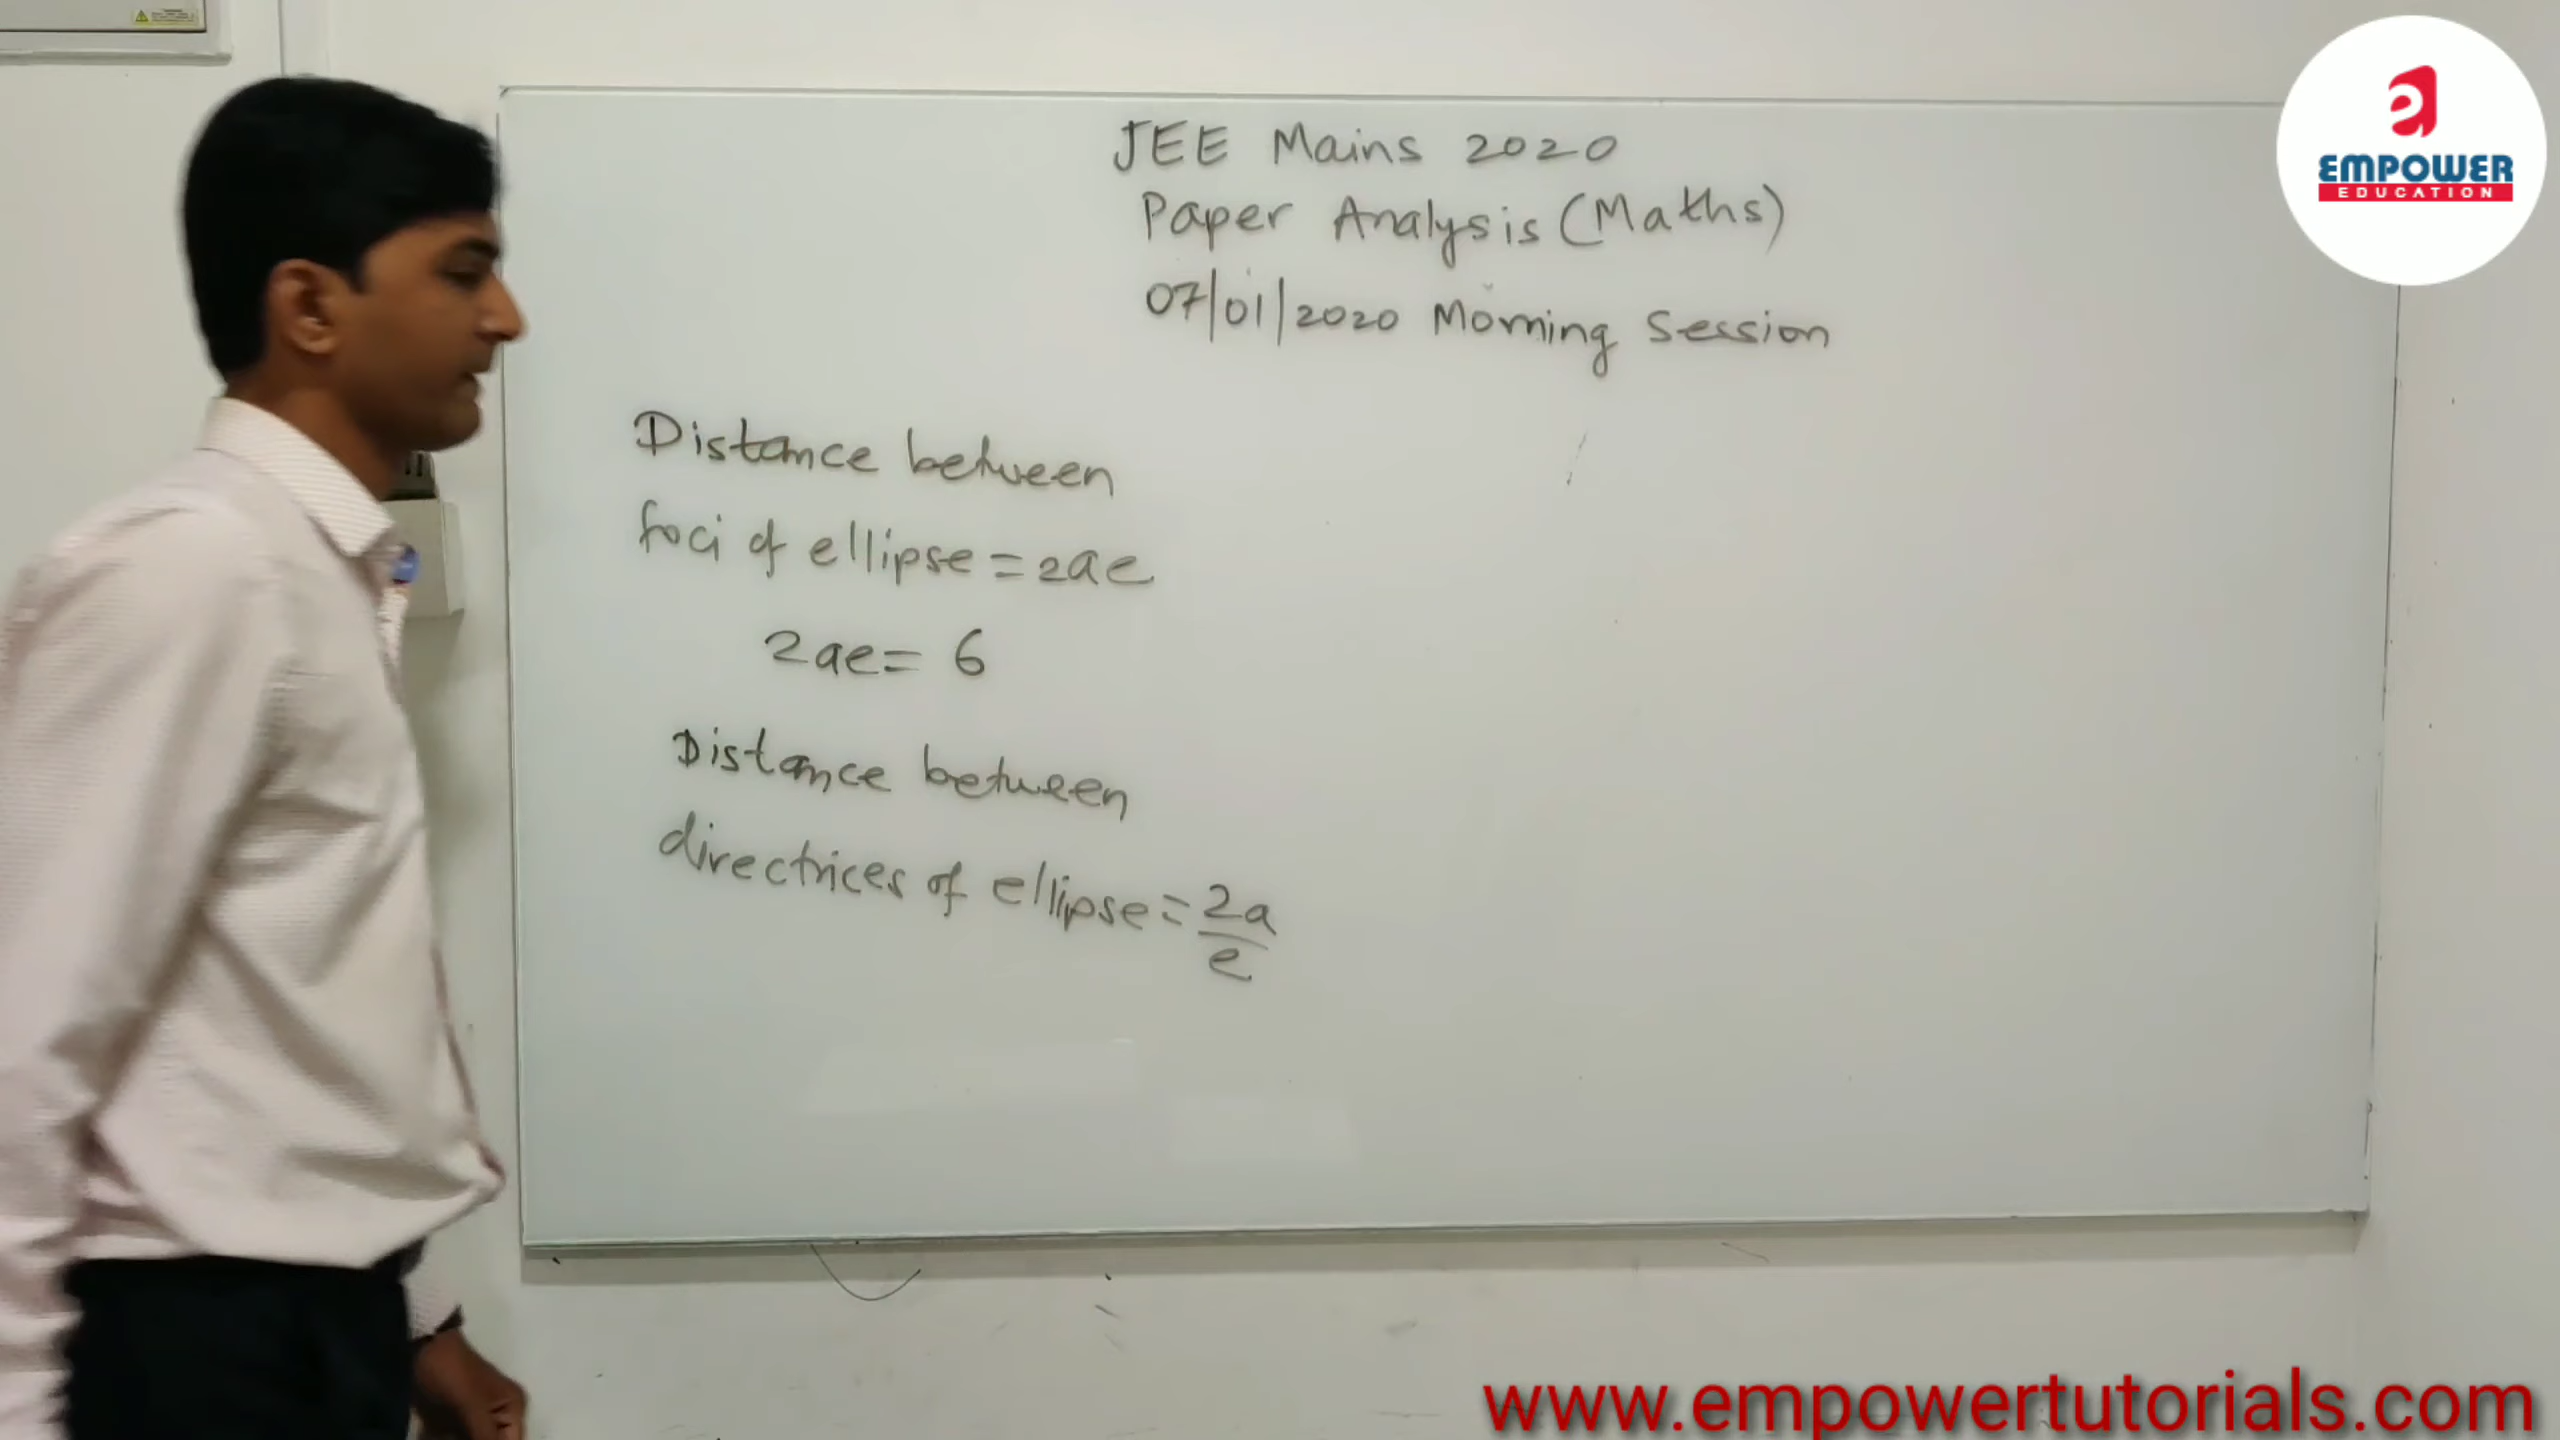 JEE Mains 2020
Paper Analysis (Maths)
07/01/2020 Morning Session
Distance between
foci of ellipse = 2ae
2ae = 6
Distance between
directrices of ellipse = 2a/e
EMPOWER
EDUCATION
www.empowertutorials.com